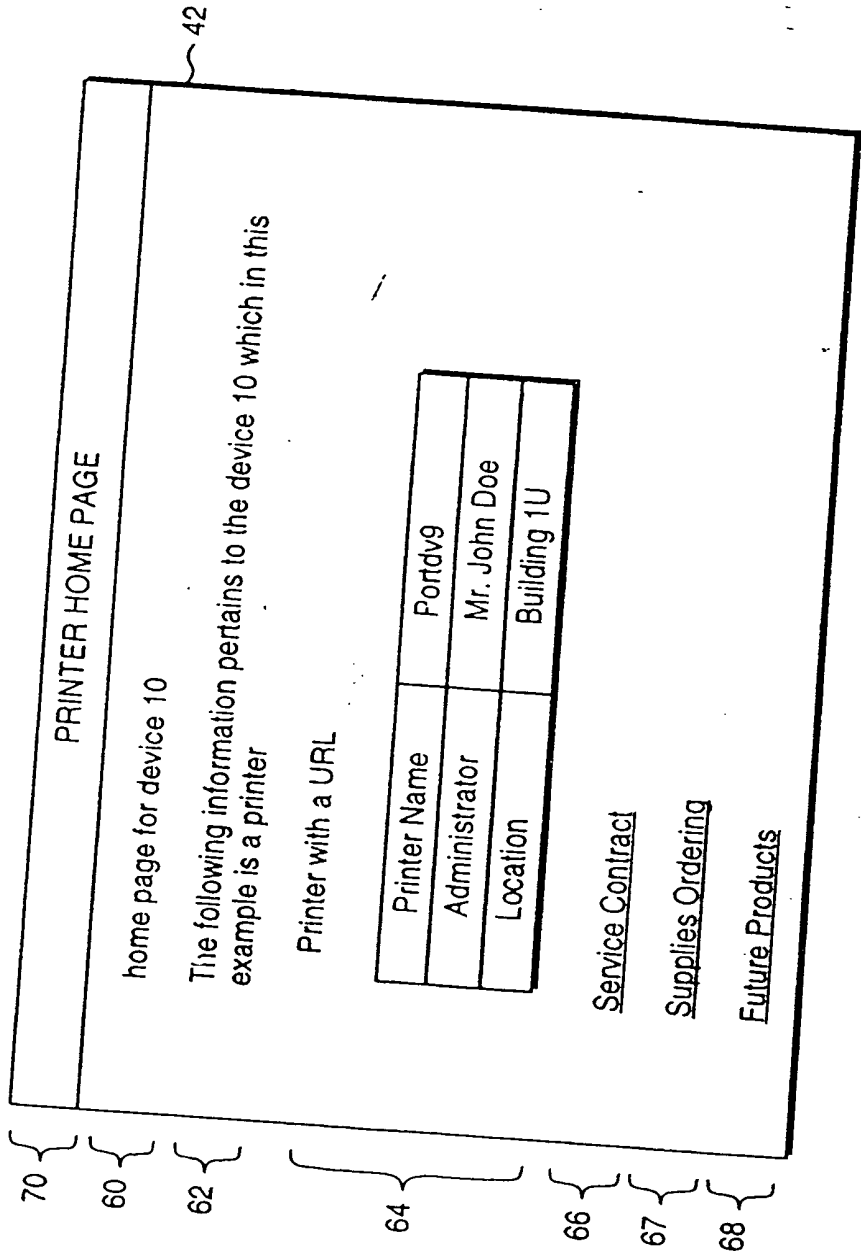 PRINTER HOME PAGE
home page for device 10
The following information pertains to the device 10 which in this
example is a printer
Printer with a URL
Printer Name Portdv9
Administrator Mr. John Doe
Location Building 1U
Service Contract
Supplies Ordering
Future Products
70
60
62
64
66
67
68
42